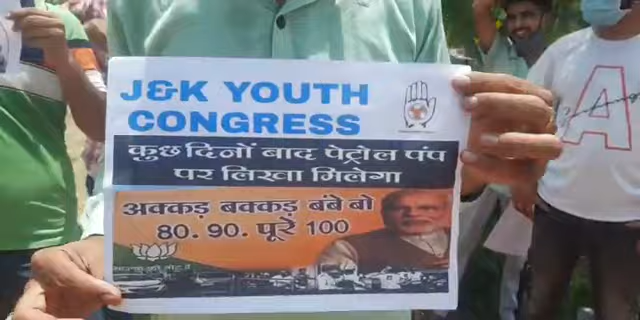 J&K YOUTH
CONGRESS
कुछ दिनों बाद पेट्रोल पंप
पर लिखा मिलेगा
अक्कड़ बक्कड़ बंबे बो
80. 90. पूरे 100
A